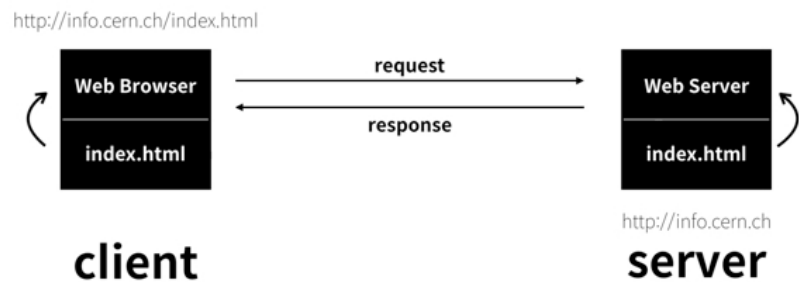 http://info.cern.ch/index.html
Web Browser
index.html
request
response
Web Server
index.html
http://info.cern.ch
client
server